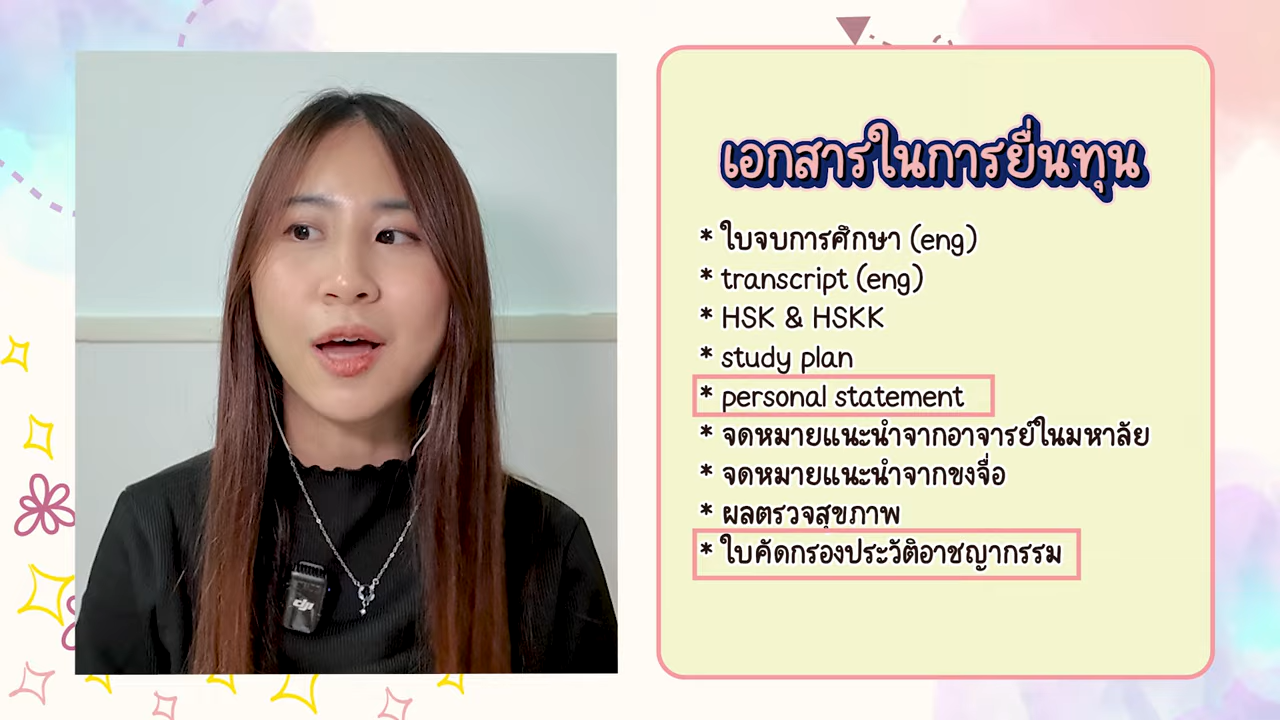 เอกสารในการยื่นทุน
* ใบจบการศึกษา (eng)
* transcript (eng)
* HSK & HSKK
* study plan
* personal statement
* จดหมายแนะนำจากอาจารย์ในมหาลัย
* จดหมายแนะนำจากขงจื่อ
* ผลตรวจสุขภาพ
* ใบคัดกรองประวัติอาชญากรรม
dji